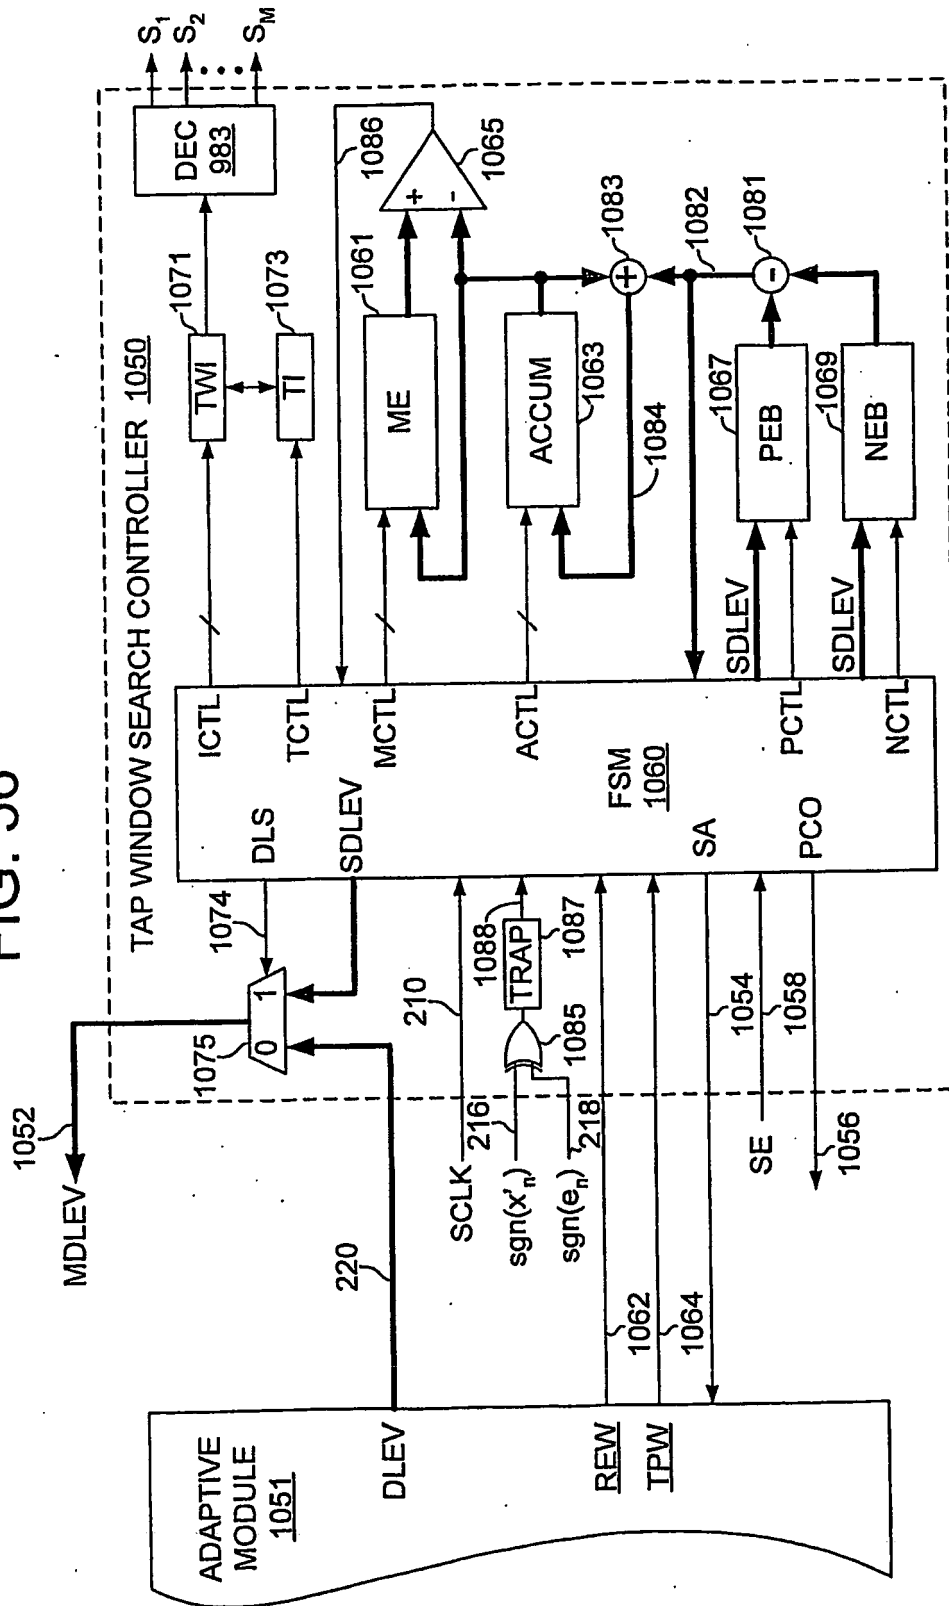 FIG. 36
TAP WINDOW SEARCH CONTROLLER 1050
MDLEV
1052
1075
0
1
1074
DLS
SDLEV
ICTL
TCTL
MCTL
ACTL
SDLEV
PCTL
SDLEV
NCTL
FSM
1060
SA
PCO
1071
TWI
TI
1073
DEC
983
S1
S2
SM
1086
1061
ME
+
-
1065
ACCUM
1063
1084
+
1083
1082
-
1081
1067
PEB
1069
NEB
210
SCLK
216
sgn(x'n)
sgn(en)
218
1085
TRAP
1088
1087
1062
1064
1054
1058
SE
1056
ADAPTIVE
MODULE
1051
DLEV
220
REW
TPW